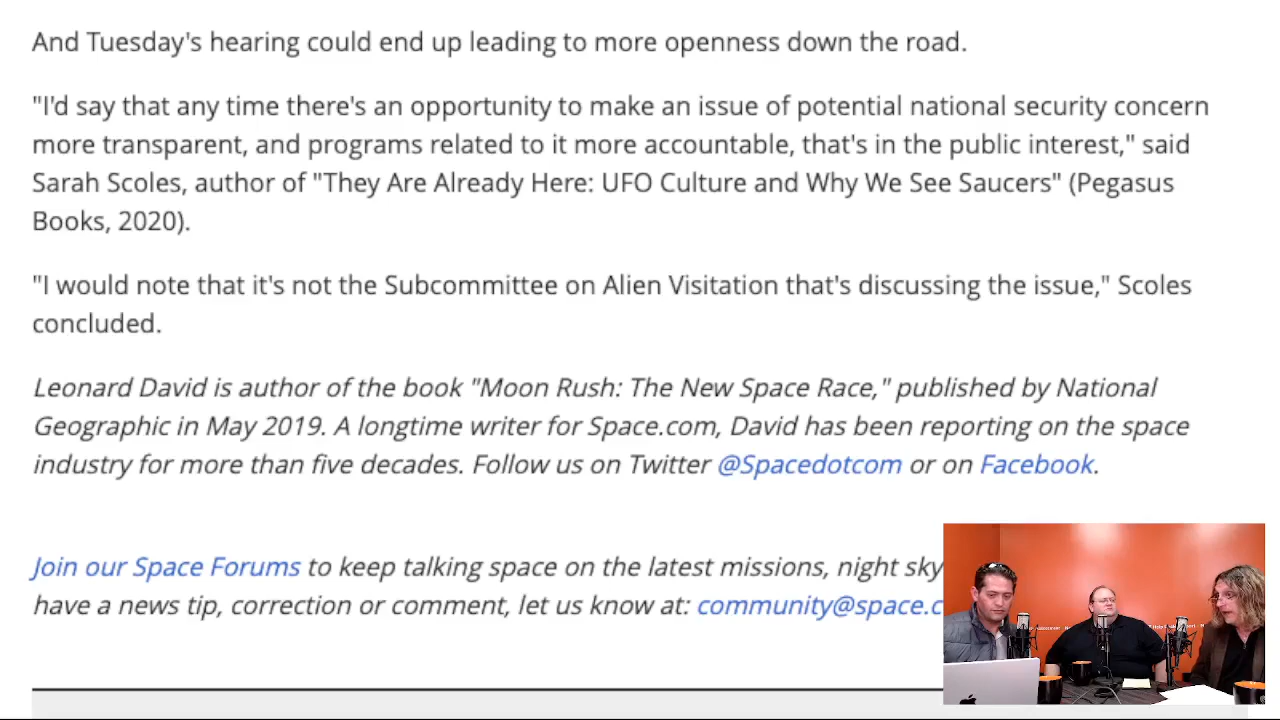 And Tuesday's hearing could end up leading to more openness down the road.
"I'd say that any time there's an opportunity to make an issue of potential national security concern
more transparent, and programs related to it more accountable, that's in the public interest," said
Sarah Scoles, author of "They Are Already Here: UFO Culture and Why We See Saucers" (Pegasus
Books, 2020).
"I would note that it's not the Subcommittee on Alien Visitation that's discussing the issue," Scoles
concluded.
Leonard David is author of the book "Moon Rush: The New Space Race," published by National
Geographic in May 2019. A longtime writer for Space.com, David has been reporting on the space
industry for more than five decades. Follow us on Twitter @Spacedotcom or on Facebook.
Join our Space Forums to keep talking space on the latest missions, night sky
have a news tip, correction or comment, let us know at: community@space.c